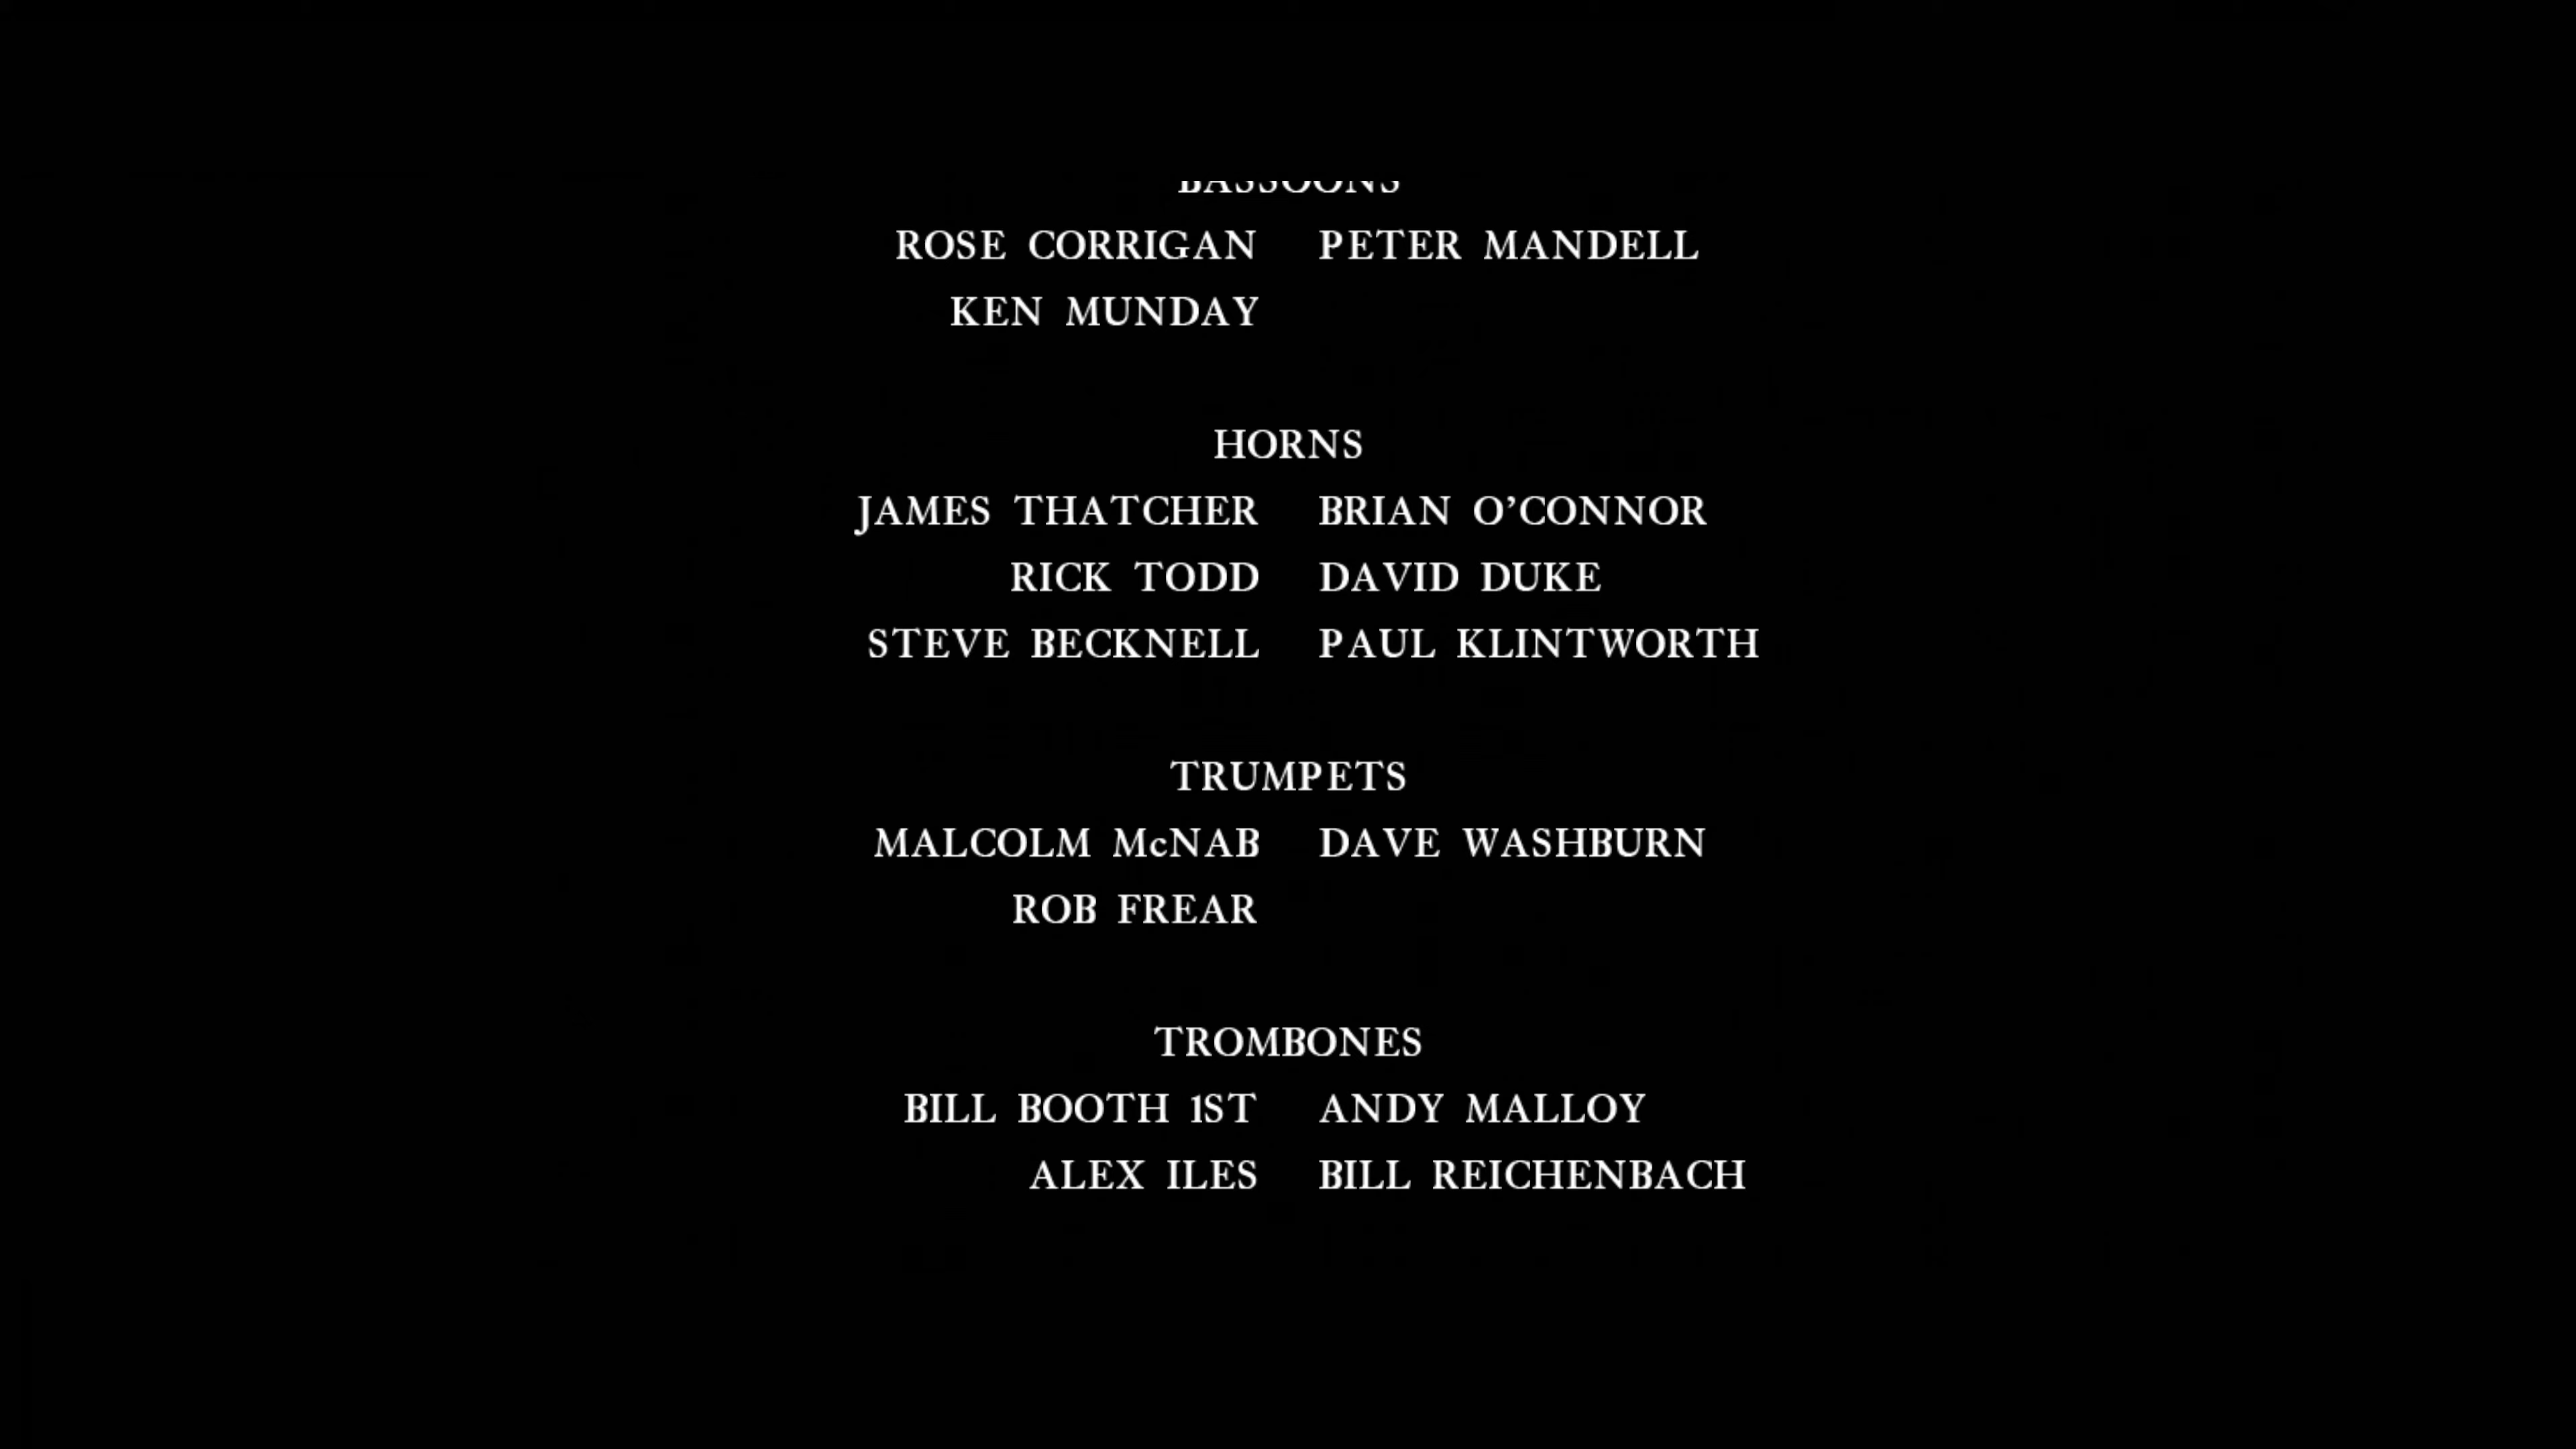 BASSOONS
ROSE CORRIGAN PETER MANDELL
KEN MUNDAY
HORNS
JAMES THATCHER BRIAN O’CONNOR
RICK TODD DAVID DUKE
STEVE BECKNELL PAUL KLINTWORTH
TRUMPETS
MALCOLM McNAB DAVE WASHBURN
ROB FREAR
TROMBONES
BILL BOOTH 1ST ANDY MALLOY
ALEX ILES BILL REICHENBACH